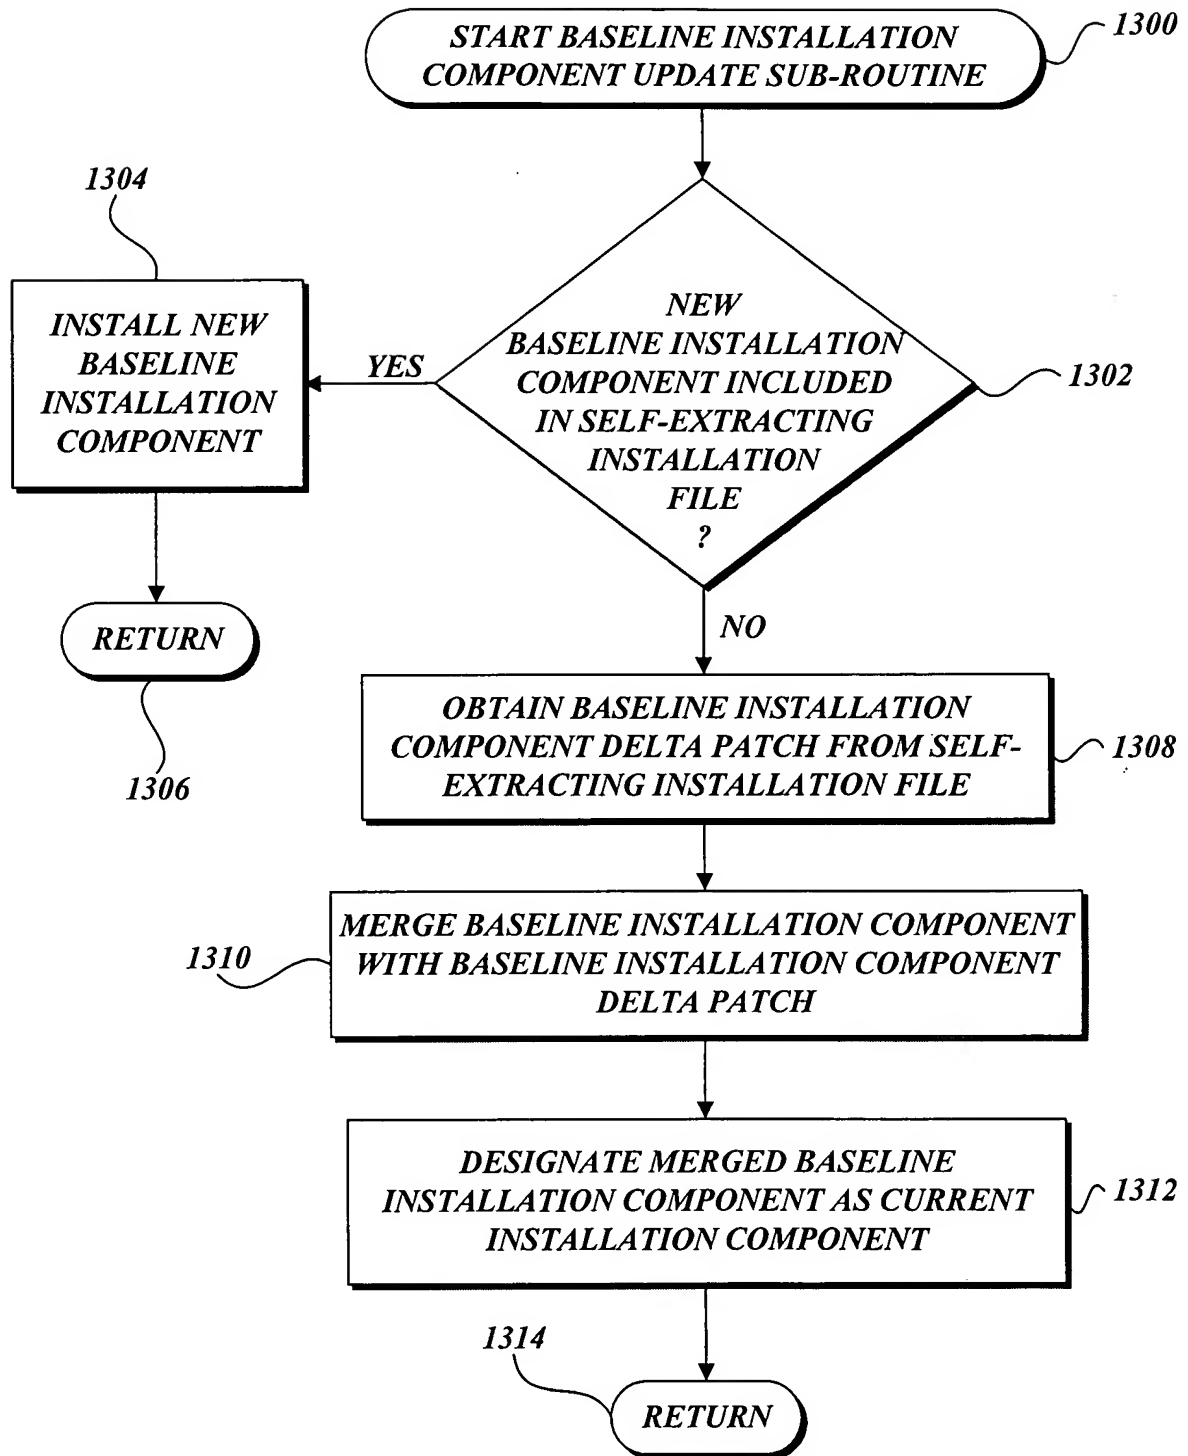 START BASELINE INSTALLATION
COMPONENT UPDATE SUB-ROUTINE
1300
1304
INSTALL NEW
BASELINE
INSTALLATION
COMPONENT
YES
NEW
BASELINE INSTALLATION
COMPONENT INCLUDED
IN SELF-EXTRACTING
INSTALLATION
FILE
?
1302
RETURN
1306
NO
OBTAIN BASELINE INSTALLATION
COMPONENT DELTA PATCH FROM SELF-
EXTRACTING INSTALLATION FILE
1308
MERGE BASELINE INSTALLATION COMPONENT
WITH BASELINE INSTALLATION COMPONENT
DELTA PATCH
1310
DESIGNATE MERGED BASELINE
INSTALLATION COMPONENT AS CURRENT
INSTALLATION COMPONENT
1312
1314
RETURN